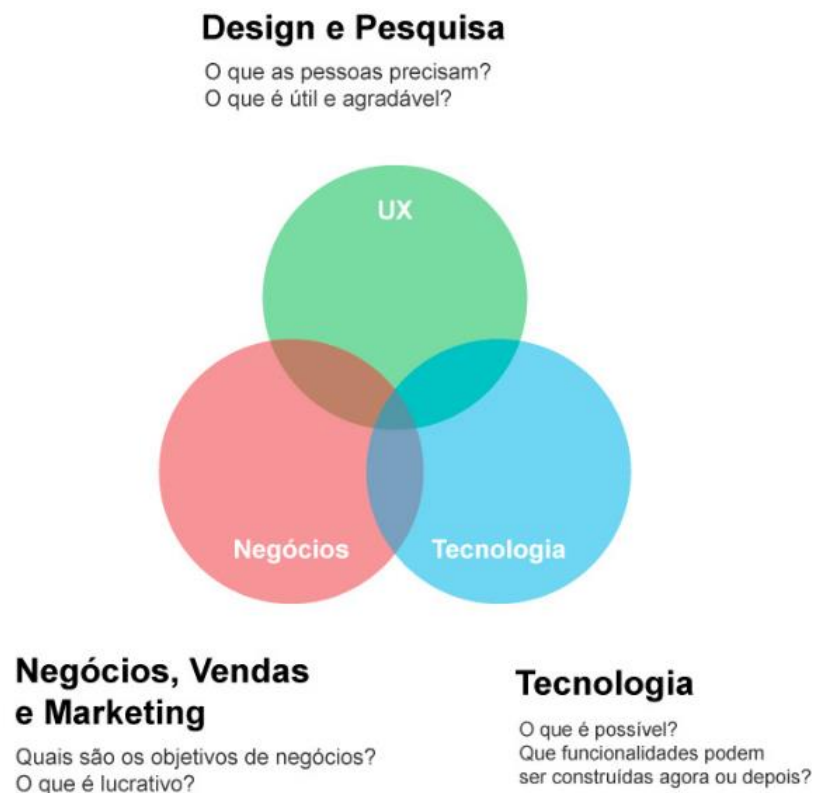 Design e Pesquisa
O que as pessoas precisam?
O que é útil e agradável?
UX
Negócios
Tecnologia
Negócios, Vendas
e Marketing
Quais são os objetivos de negócios?
O que é lucrativo?
Tecnologia
O que é possível?
Que funcionalidades podem
ser construídas agora ou depois?